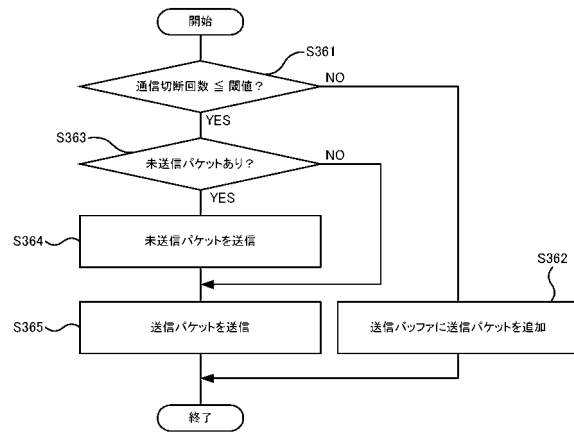 開始
S361
通信切断回数 ≦ 閾値?
NO
YES
S363
未送信パケットあり?
NO
YES
S364
未送信パケットを送信
S362
S365
送信パケットを送信
送信バッファに送信パケットを追加
終了